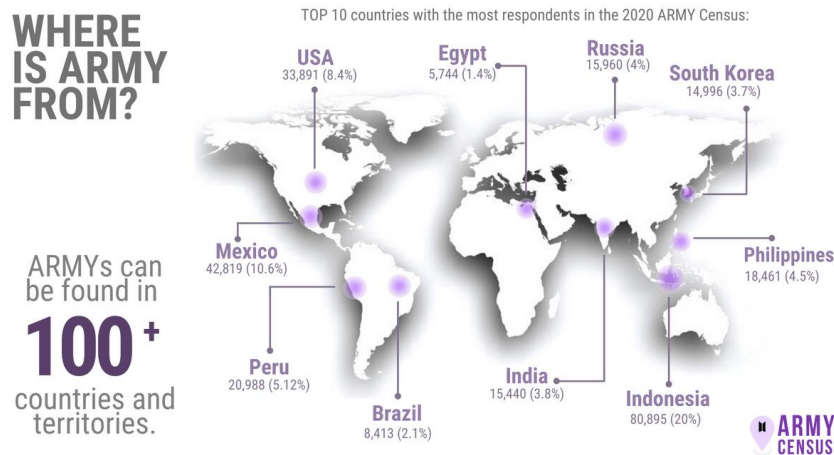 WHERE
IS ARMY
FROM?
TOP 10 countries with the most respondents in the 2020 ARMY Census:
USA
33,891 (8.4%)
Egypt
5,744 (1.4%)
Russia
15,960 (4%)
South Korea
14,996 (3.7%)
Mexico
42,819 (10.6%)
Philippines
18,461 (4.5%)
Peru
20,988 (5.12%)
Brazil
8,413 (2.1%)
India
15,440 (3.8%)
Indonesia
80,895 (20%)
ARMYs can
be found in
100+
countries and
territories.
ARMY
CENSUS